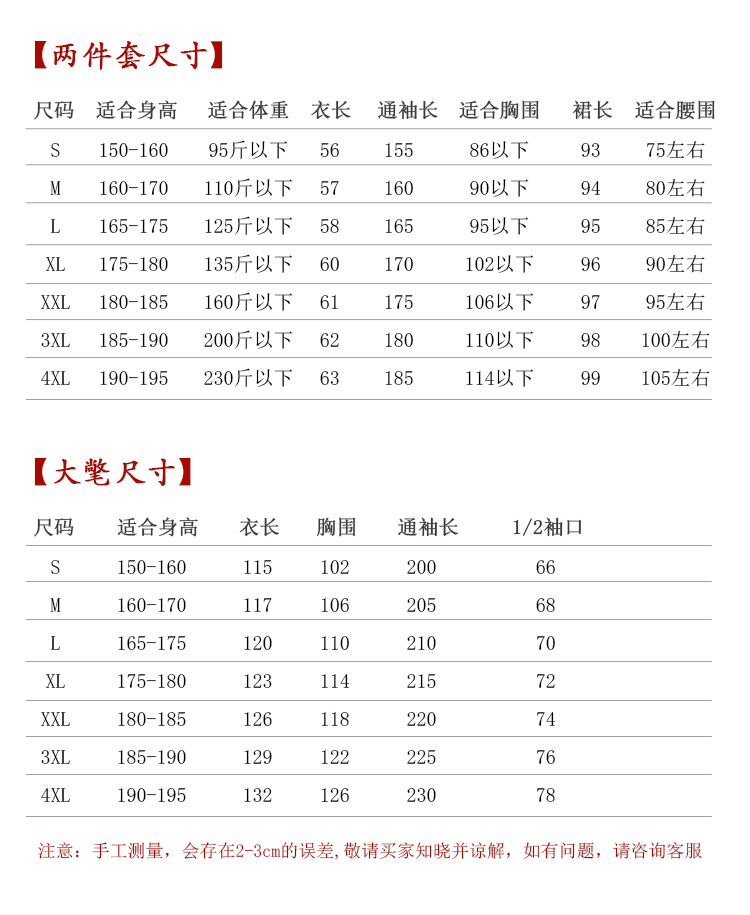 【两件套尺寸】
尺码 适合身高 适合体重 衣长 通袖长 适合胸围 裙长 适合腰围
S 150-160 95斤以下 56 155 86以下 93 75左右
M 160-170 110斤以下 57 160 90以下 94 80左右
L 165-175 125斤以下 58 165 95以下 95 85左右
XL 175-180 135斤以下 60 170 102以下 96 90左右
XXL 180-185 160斤以下 61 175 106以下 97 95左右
3XL 185-190 200斤以下 62 180 110以下 98 100左右
4XL 190-195 230斤以下 63 185 114以下 99 105左右
【大氅尺寸】
尺码 适合身高 衣长 胸围 通袖长 1/2袖口
S 150-160 115 102 200 66
M 160-170 117 106 205 68
L 165-175 120 110 210 70
XL 175-180 123 114 215 72
XXL 180-185 126 118 220 74
3XL 185-190 129 122 225 76
4XL 190-195 132 126 230 78
注意：手工测量，会存在2-3cm的误差,敬请买家知晓并谅解，如有问题，请咨询客服